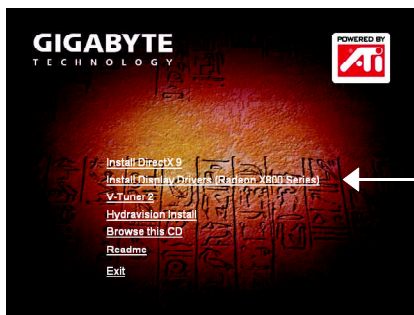 GIGABYTE
TECHNOLOGY
POWERED BY
ATI
Install DirectX 9
Install Display Drivers (Radeon X800 Series)
V-Tuner 2
Hydravision Install
Browse this CD
Readme
Exit